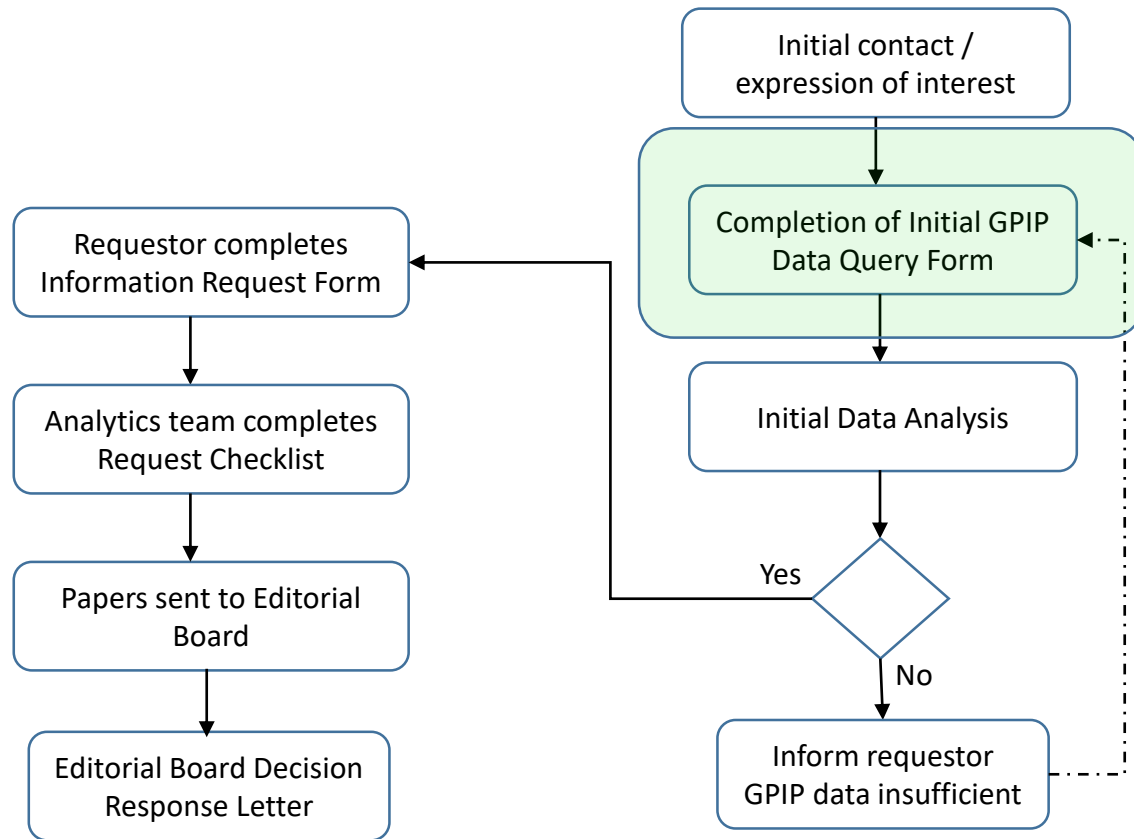 Initial contact /
expression of interest
Completion of Initial GPIP
Data Query Form
Initial Data Analysis
Yes
No
Inform requestor
GPIP data insufficient
Requestor completes
Information Request Form
Analytics team completes
Request Checklist
Papers sent to Editorial
Board
Editorial Board Decision
Response Letter